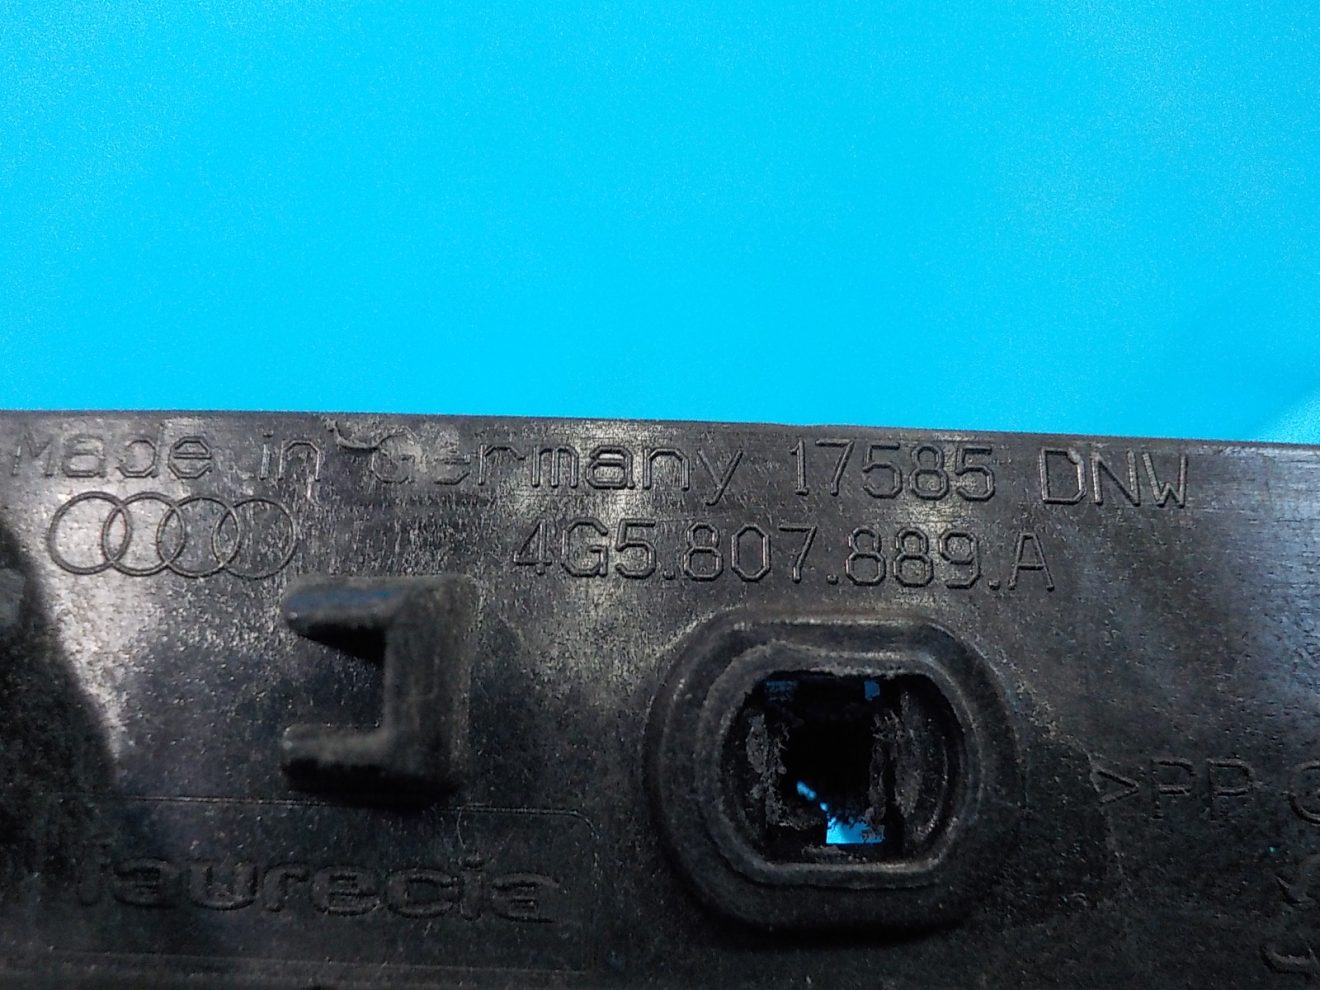 Made in Germany 17585 DNW
4G5.807.889.A
>PP
faurecia